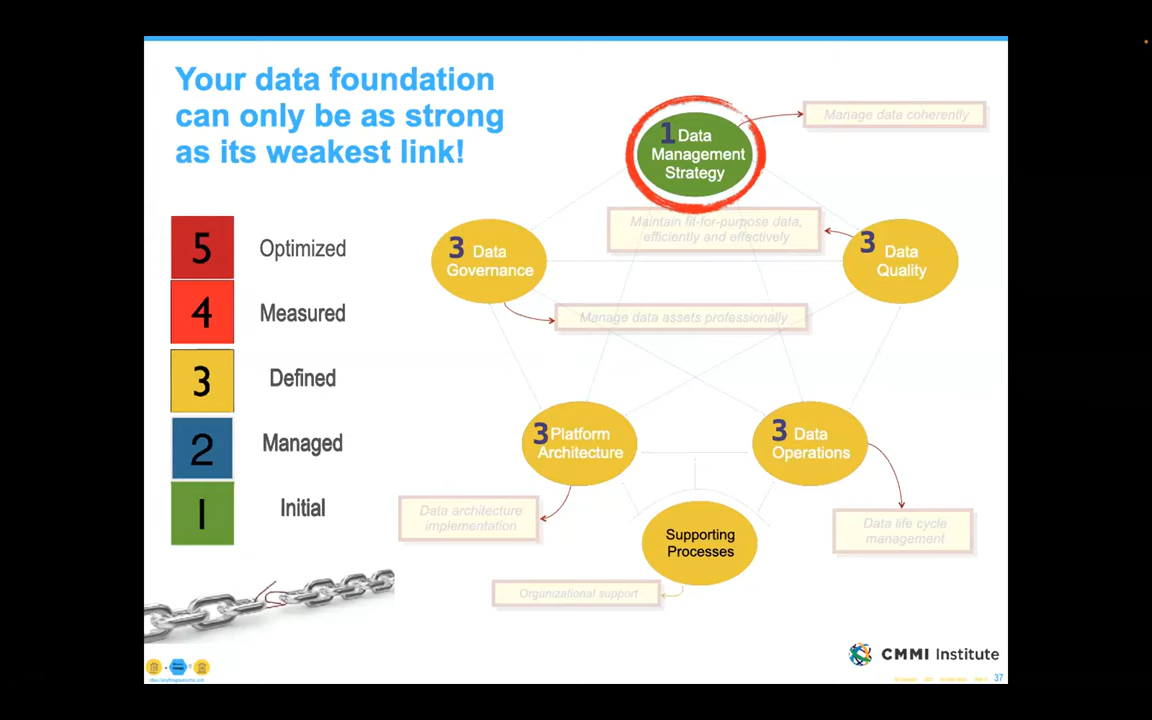 Your data foundation
can only be as strong
as its weakest link!
1 Data
Management
Strategy
Manage data coherently
Maintain fit-for-purpose data,
efficiently and effectively
3 Data
Governance
3 Data
Quality
Manage data assets professionally
5 Optimized
4 Measured
3 Defined
2 Managed
1 Initial
3 Platform
Architecture
3 Data
Operations
Data architecture
implementation
Data life cycle
management
Supporting
Processes
Organizational support
CMMI Institute
37